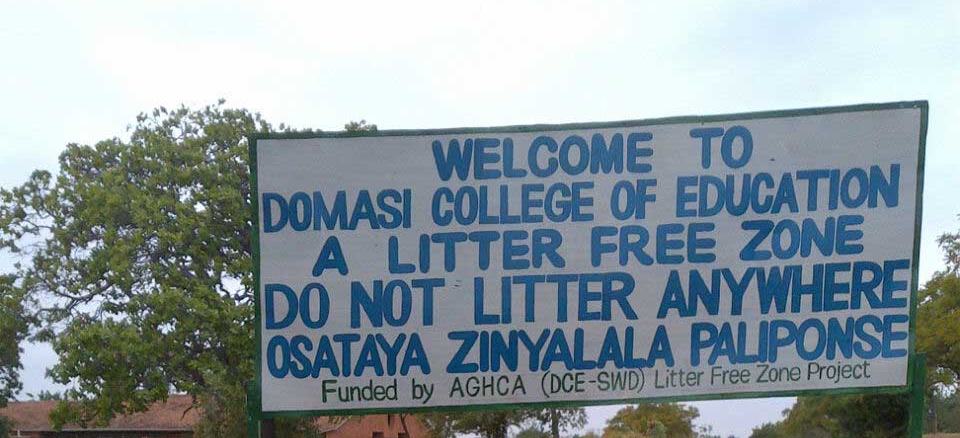 WELCOME TO
DOMASI COLLEGE OF EDUCATION
A LITTER FREE ZONE
DO NOT LITTER ANYWHERE
OSATAYA ZINYALALA PALIPONSE
Funded by AGHCA (DCE-SWD) Litter Free Zone Project